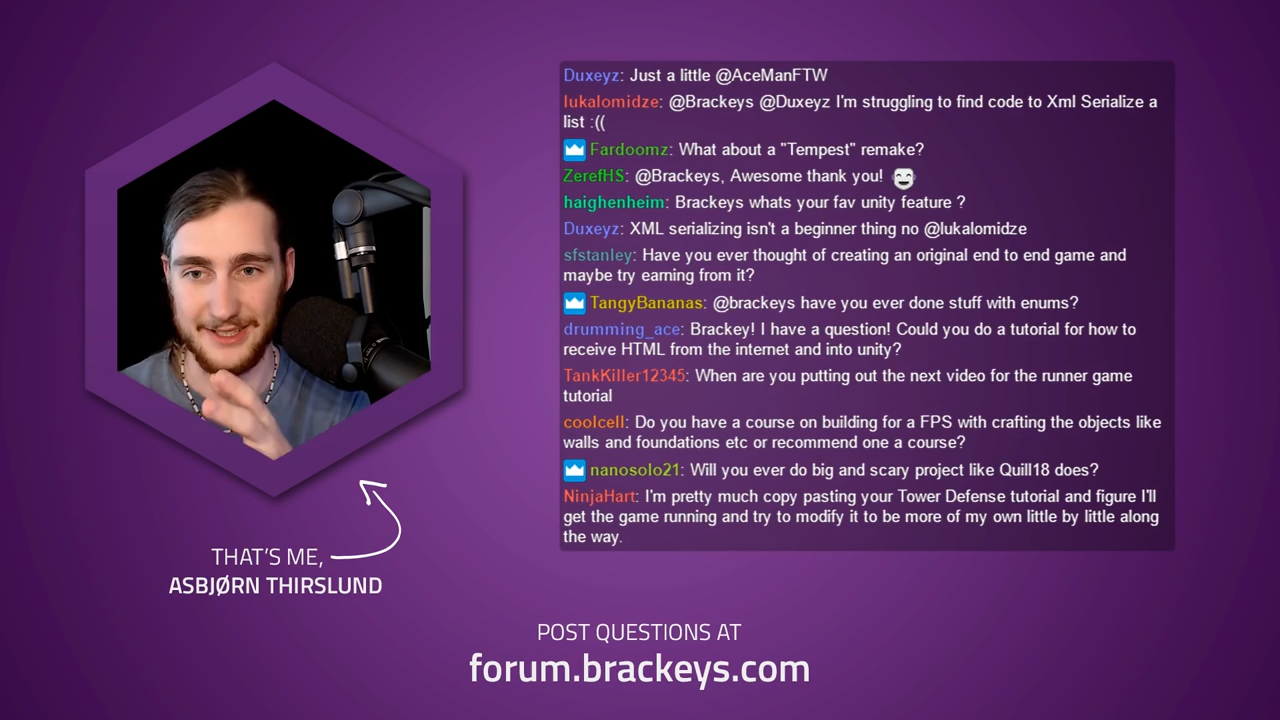 Duxeyz: Just a little @AceManFTW
lukalomidze: @Brackeys @Duxeyz I'm struggling to find code to Xml Serialize a
list :((
Fardoomz: What about a "Tempest" remake?
ZerefHS: @Brackeys, Awesome thank you!
haighenheim: Brackeys whats your fav unity feature ?
Duxeyz: XML serializing isn't a beginner thing no @lukalomidze
sfstanley: Have you ever thought of creating an original end to end game and
maybe try earning from it?
TangyBananas: @brackeys have you ever done stuff with enums?
drumming_ace: Brackey! I have a question! Could you do a tutorial for how to
receive HTML from the internet and into unity?
TankKiller12345: When are you putting out the next video for the runner game
tutorial
coolcell: Do you have a course on building for a FPS with crafting the objects like
walls and foundations etc or recommend one a course?
nanosolo21: Will you ever do big and scary project like Quill18 does?
NinjaHart: I'm pretty much copy pasting your Tower Defense tutorial and figure I'll
get the game running and try to modify it to be more of my own little by little along
the way.
THAT'S ME,
ASBJØRN THIRSLUND
POST QUESTIONS AT
forum.brackeys.com